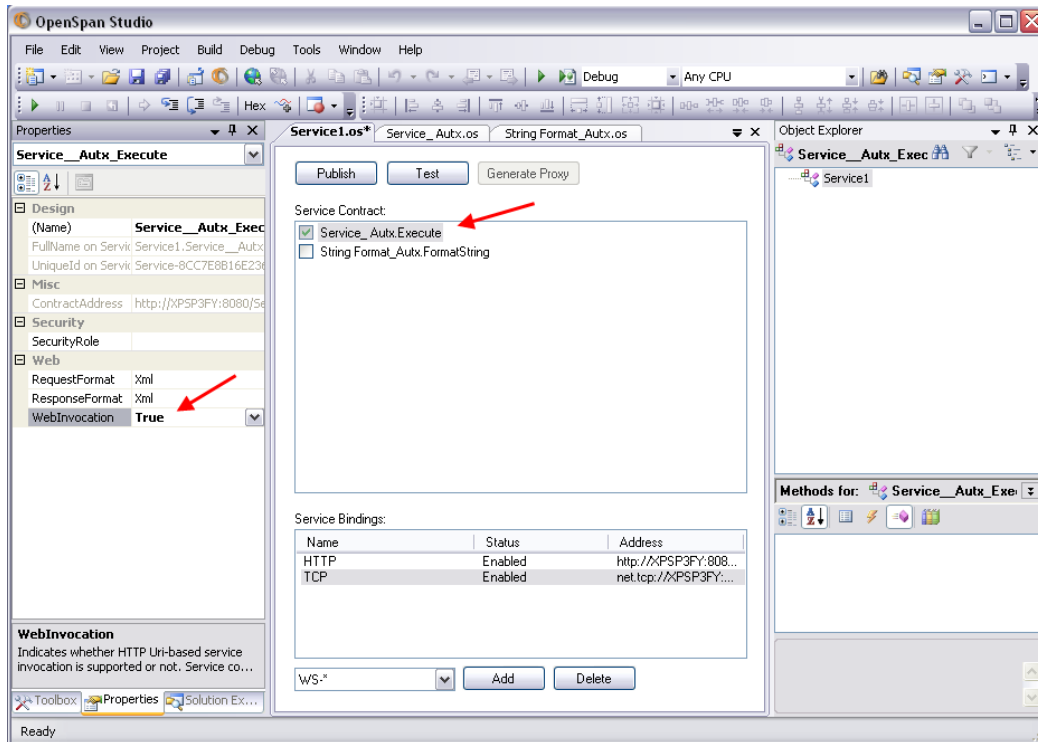 OpenSpan Studio
File Edit View Project Build Debug Tools Window Help
Debug Any CPU
Hex
Properties
Service__Autx_Execute
Design
(Name) Service__Autx_Exec
FullName on Servic Service1.Service__Autx
UniqueId on Servic Service-8CC7E8B16E236
Misc
ContractAddress http://XPSP3FY:8080/Se
Security
SecurityRole
Web
RequestFormat Xml
ResponseFormat Xml
WebInvocation True
WebInvocation
Indicates whether HTTP Uri-based service
invocation is supported or not. Service co...
Toolbox Properties Solution Ex...
Service1.os* Service_ Autx.os String Format_Autx.os
Publish Test Generate Proxy
Service Contract:
Service_ Autx.Execute
String Format_Autx.FormatString
Service Bindings:
Name Status Address
HTTP Enabled http://XPSP3FY:808...
TCP Enabled net.tcp://XPSP3FY:...
WS-* Add Delete
Object Explorer
Service__Autx_Exec
Service1
Methods for: Service__Autx_Exe
Ready